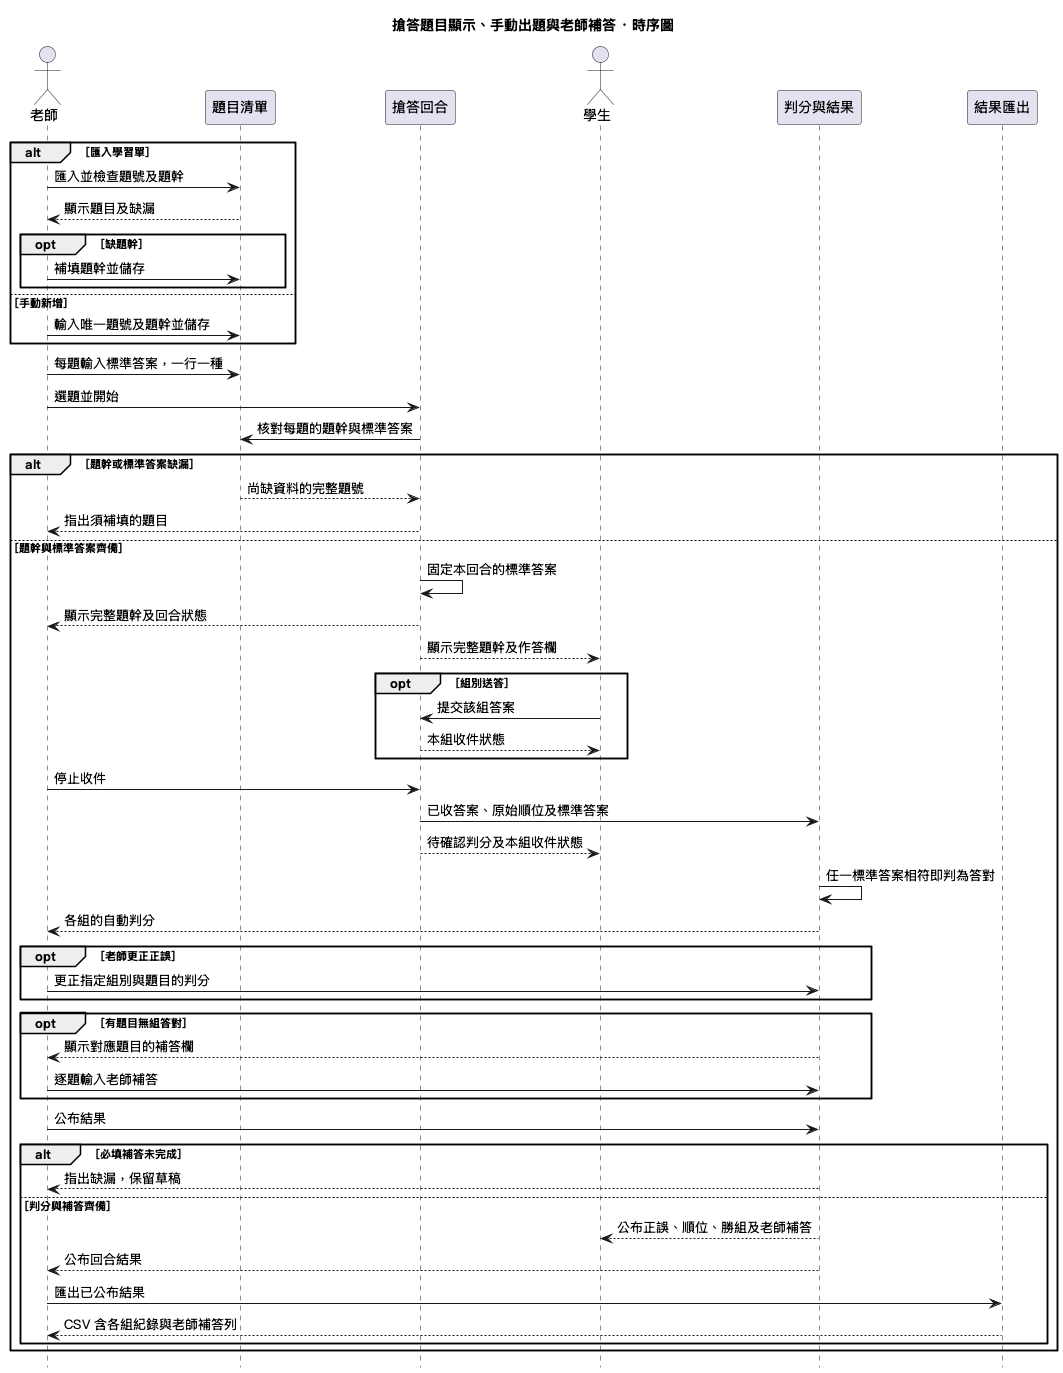 搶答題目顯示、手動出題與老師補答 · 時序圖
老師
題目清單
搶答回合
學生
判分與結果
結果匯出
alt [匯入學習單]
匯入並檢查題號及題幹
顯示題目及缺漏
opt [缺題幹]
補填題幹並儲存
[手動新增]
輸入唯一題號及題幹並儲存
每題輸入標準答案，一行一種
選題並開始
核對每題的題幹與標準答案
alt [題幹或標準答案缺漏]
尚缺資料的完整題號
指出須補填的題目
[題幹與標準答案齊備]
固定本回合的標準答案
顯示完整題幹及回合狀態
顯示完整題幹及作答欄
opt [組別送答]
提交該組答案
本組收件狀態
停止收件
已收答案、原始順位及標準答案
待確認判分及本組收件狀態
任一標準答案相符即判為答對
各組的自動判分
opt [老師更正正誤]
更正指定組別與題目的判分
opt [有題目無組答對]
顯示對應題目的補答欄
逐題輸入老師補答
公布結果
alt [必填補答未完成]
指出缺漏，保留草稿
[判分與補答齊備]
公布正誤、順位、勝組及老師補答
公布回合結果
匯出已公布結果
CSV 含各組紀錄與老師補答列